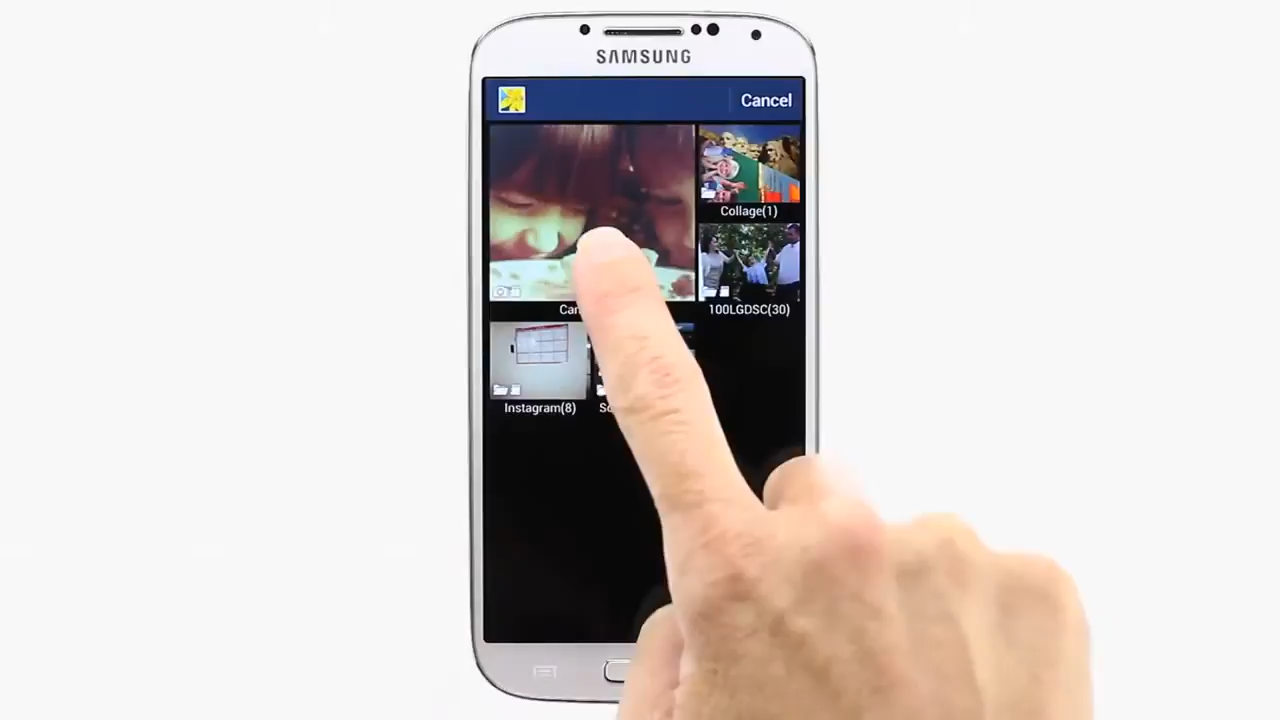 SAMSUNG
Cancel
Collage(1)
100LGDSC(30)
Instagram(8)